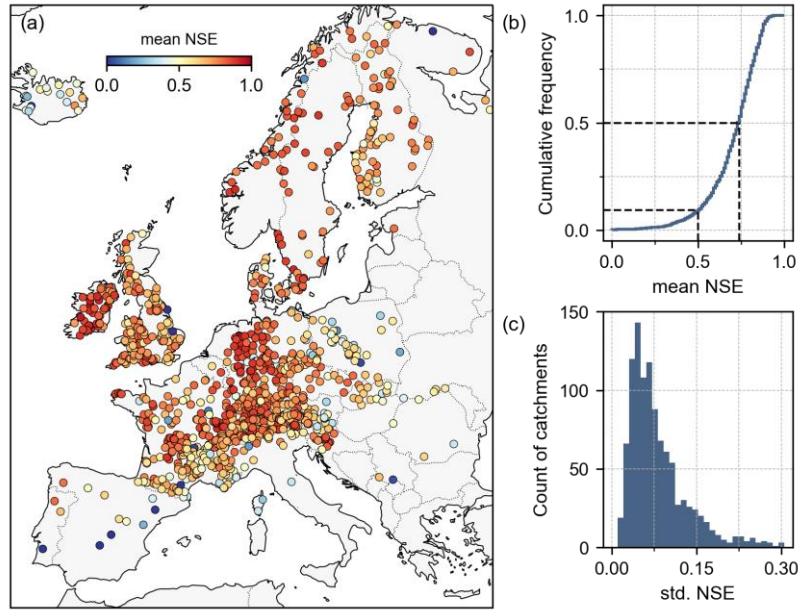 (a)
mean NSE
0.0 0.5 1.0
(b)
Cumulative frequency
1.0
0.5
0.0
0.0 0.5 1.0
mean NSE
(c)
Count of catchments
150
100
50
0
0.00 0.15 0.30
std. NSE